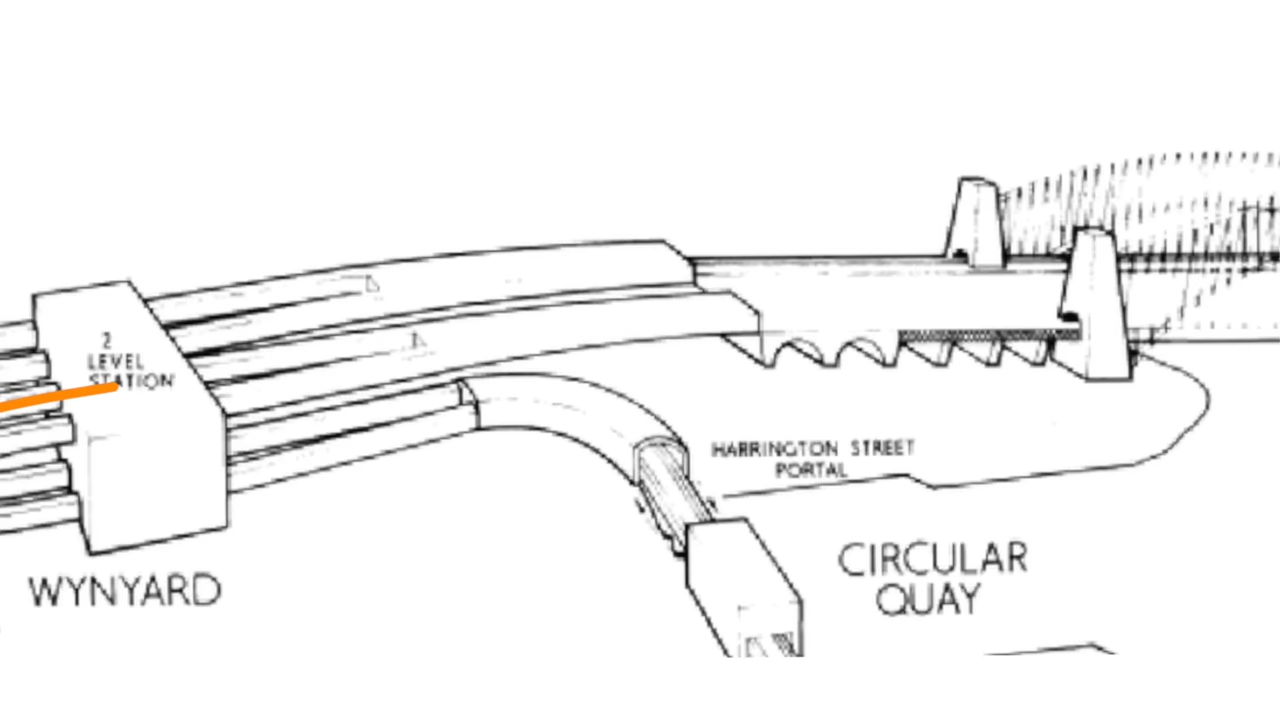 2
LEVEL
STATION
HARRINGTON STREET
PORTAL
CIRCULAR
QUAY
WYNYARD